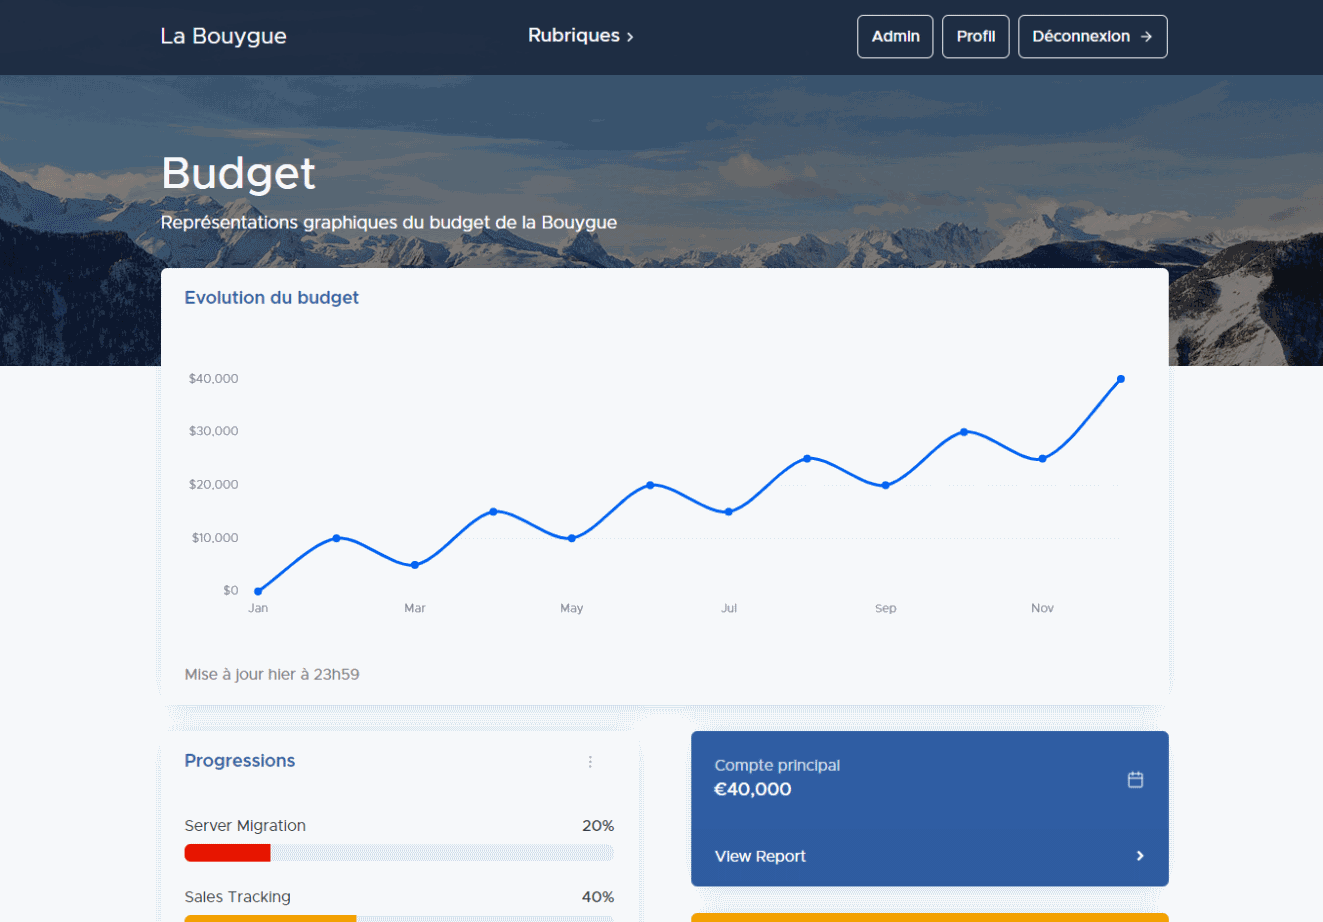 La Bouygue
Rubriques
Admin
Profil
Déconnexion
Budget
Représentations graphiques du budget de la Bouygue
Evolution du budget
$40,000
$30,000
$20,000
$10,000
$0
Jan Mar May Jul Sep Nov
Mise à jour hier à 23h59
Progressions
Server Migration 20%
Sales Tracking 40%
Compte principal
€40,000
View Report